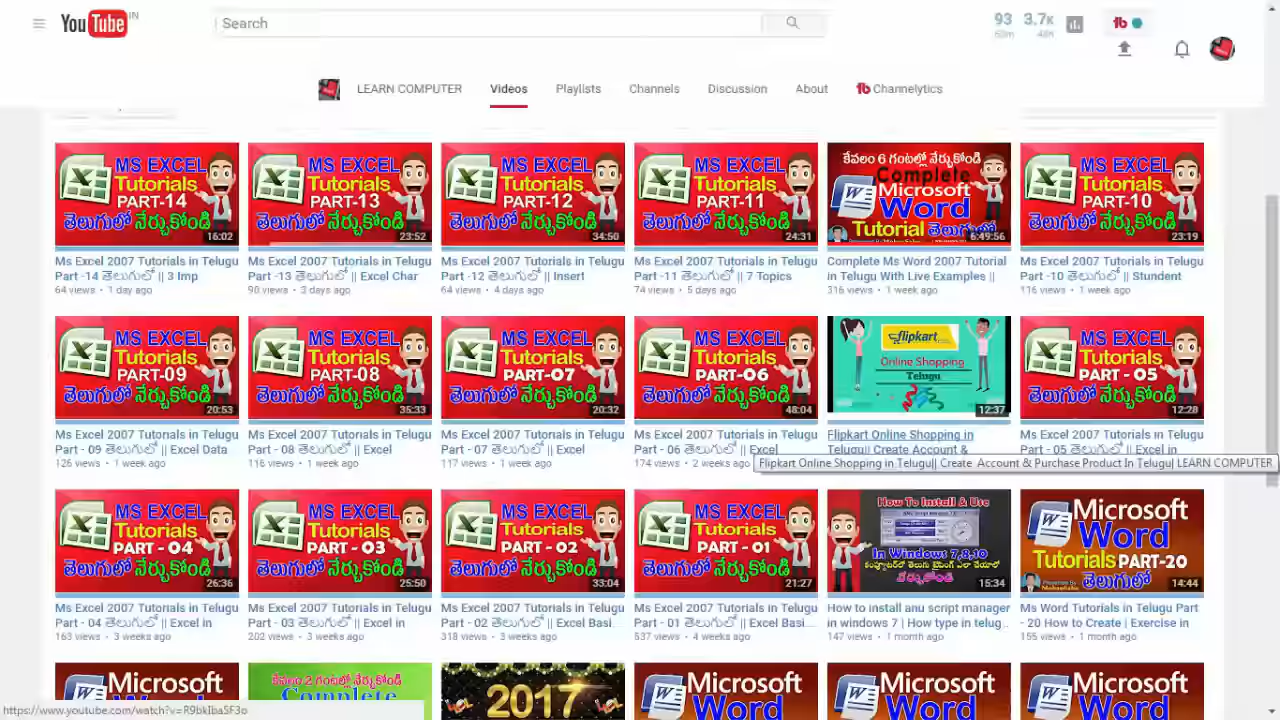 YouTube IN
Search
93 3.7K
60m 48h
LEARN COMPUTER Videos Playlists Channels Discussion About Channelytics
MS EXCEL
Tutorials
PART-14
తెలుగులో నేర్చుకోండి
16:02
Ms Excel 2007 Tutorials in Telugu
Part -14 తెలుగులో || 3 Imp
64 views • 1 day ago
MS EXCEL
Tutorials
PART-13
తెలుగులో నేర్చుకోండి
23:52
Ms Excel 2007 Tutorials in Telugu
Part -13 తెలుగులో || Excel Char
90 views • 3 days ago
MS EXCEL
Tutorials
PART-12
తెలుగులో నేర్చుకోండి
34:50
Ms Excel 2007 Tutorials in Telugu
Part -12 తెలుగులో || Insert
64 views • 4 days ago
MS EXCEL
Tutorials
PART-11
తెలుగులో నేర్చుకోండి
24:31
Ms Excel 2007 Tutorials in Telugu
Part -11 తెలుగులో || 7 Topics
74 views • 5 days ago
కేవలం 6 గంటల్లో నేర్చుకోండి
Complete
Microsoft
Word
Tutorial తెలుగులో
6:49:56
Complete Ms Word 2007 Tutorial
in Telugu With Live Examples ||
316 views • 1 week ago
MS EXCEL
Tutorials
PART-10
తెలుగులో నేర్చుకోండి
23:19
Ms Excel 2007 Tutorials in Telugu
Part -10 తెలుగులో || Stundent
116 views • 1 week ago
MS EXCEL
Tutorials
PART-09
తెలుగులో నేర్చుకోండి
20:53
Ms Excel 2007 Tutorials in Telugu
Part - 09 తెలుగులో || Excel Data
126 views • 1 week ago
MS EXCEL
Tutorials
PART-08
తెలుగులో నేర్చుకోండి
35:33
Ms Excel 2007 Tutorials in Telugu
Part - 08 తెలుగులో || Excel
116 views • 1 week ago
MS EXCEL
Tutorials
PART-07
తెలుగులో నేర్చుకోండి
20:32
Ms Excel 2007 Tutorials in Telugu
Part - 07 తెలుగులో || Excel
117 views • 1 week ago
MS EXCEL
Tutorials
PART-06
తెలుగులో నేర్చుకోండి
48:04
Ms Excel 2007 Tutorials in Telugu
Part - 06 తెలుగులో || Excel
174 views • 2 weeks ago
flipkart
Online Shopping
Telugu
12:37
Flipkart Online Shopping in
Telugu|| Create Account &
Flipkart Online Shopping in Telugu|| Create Account & Purchase Product In Telugu| LEARN COMPUTER
MS EXCEL
Tutorials
PART - 05
తెలుగులో నేర్చుకోండి
12:28
Ms Excel 2007 Tutorials in Telugu
Part - 05 తెలుగులో || Excel in
MS EXCEL
Tutorials
PART - 04
తెలుగులో నేర్చుకోండి
26:36
Ms Excel 2007 Tutorials in Telugu
Part - 04 తెలుగులో || Excel in
163 views • 3 weeks ago
MS EXCEL
Tutorials
PART - 03
తెలుగులో నేర్చుకోండి
25:50
Ms Excel 2007 Tutorials in Telugu
Part - 03 తెలుగులో || Excel in
202 views • 3 weeks ago
MS EXCEL
Tutorials
PART - 02
తెలుగులో నేర్చుకోండి
33:04
Ms Excel 2007 Tutorials in Telugu
Part - 02 తెలుగులో || Excel Basi...
318 views • 3 weeks ago
MS EXCEL
Tutorials
PART - 01
తెలుగులో నేర్చుకోండి
21:27
Ms Excel 2007 Tutorials in Telugu
Part - 01 తెలుగులో || Excel Basi...
537 views • 4 weeks ago
How To Install & Use
In Windows 7,8,10
నేర్చుకోండి
15:34
How to install anu script manager
in windows 7 | How type in telug...
147 views • 1 month ago
Microsoft
Word
Tutorials PART-20
తెలుగులో
14:44
Ms Word Tutorials in Telugu Part
- 20 How to Create | Exercise in
155 views • 1 month ago
Microsoft
Word
కేవలం 2 గంటల్లో నేర్చుకోండి
Complete
2017
Microsoft
Word
Microsoft
Word
Microsoft
Word